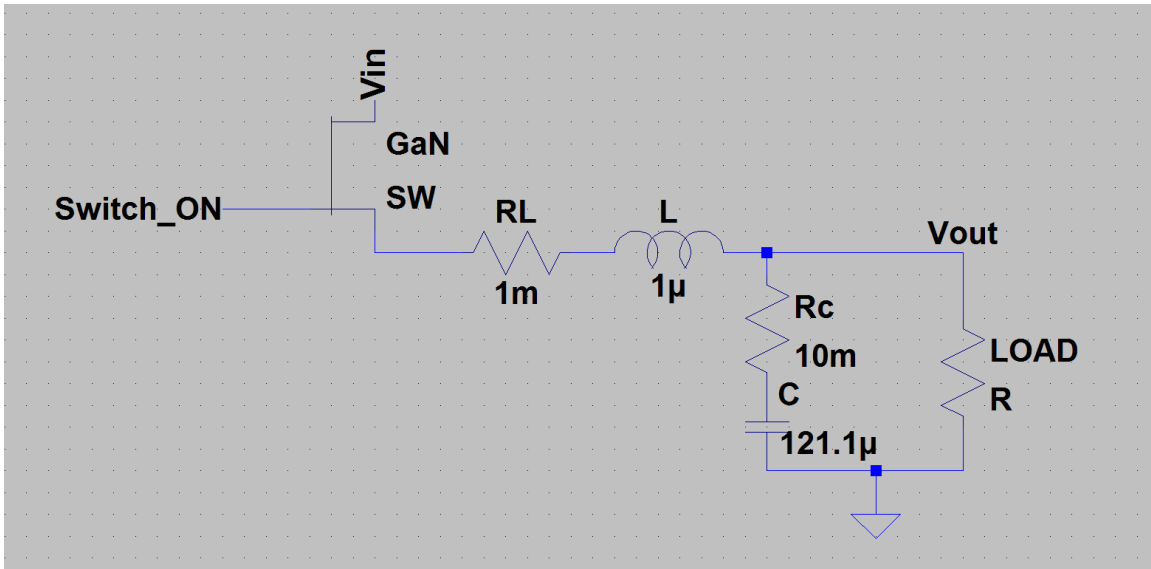 Vin
GaN
Switch_ON
SW
RL
1m
L
1µ
Vout
Rc
10m
C
121.1µ
LOAD
R